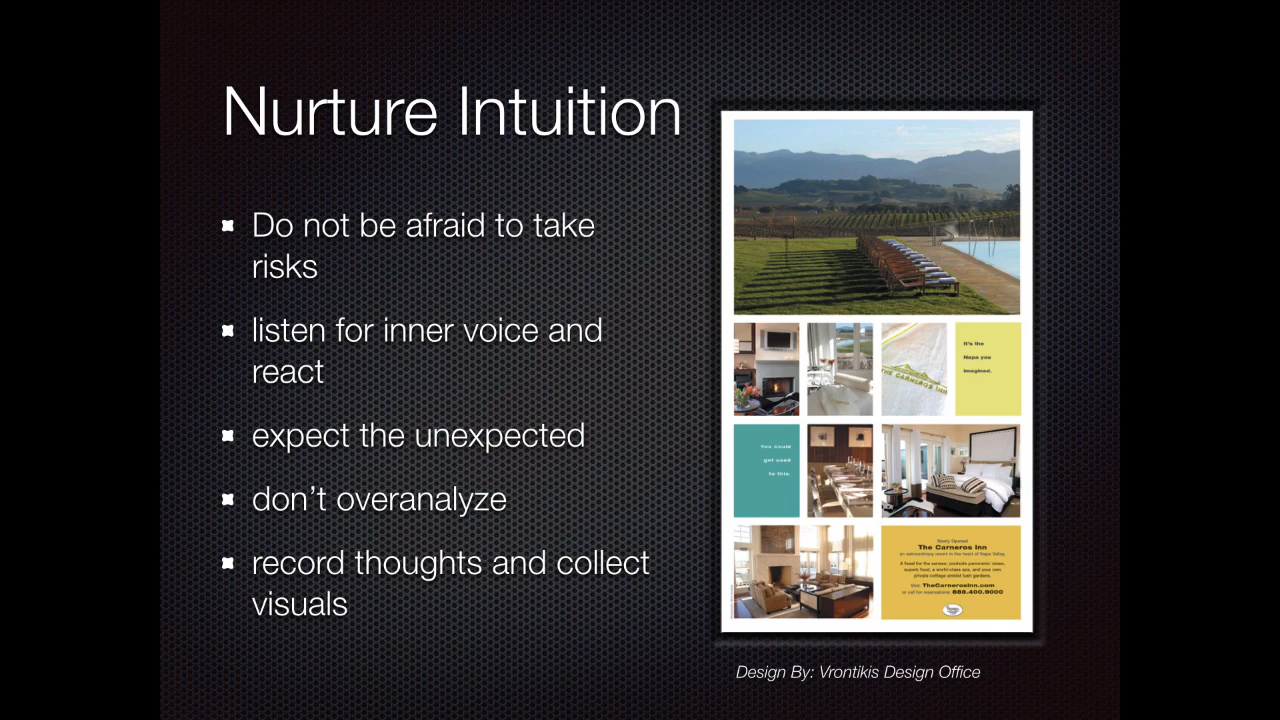 Nurture Intuition
Do not be afraid to take
risks
listen for inner voice and
react
expect the unexpected
don't overanalyze
record thoughts and collect
visuals
THE CARNEROS INN
It's the
Napa you
imagined.
You could
get used
to this.
Newly Opened
The Carneros Inn
an extraordinary resort in the heart of Napa Valley.
A feast for the senses: poolside panoramic views,
superb food, a world-class spa, and your own
private cottage amidst lush gardens.
Visit TheCarnerosInn.com
or call for reservations: 888.400.9000
Design By: Vrontikis Design Office